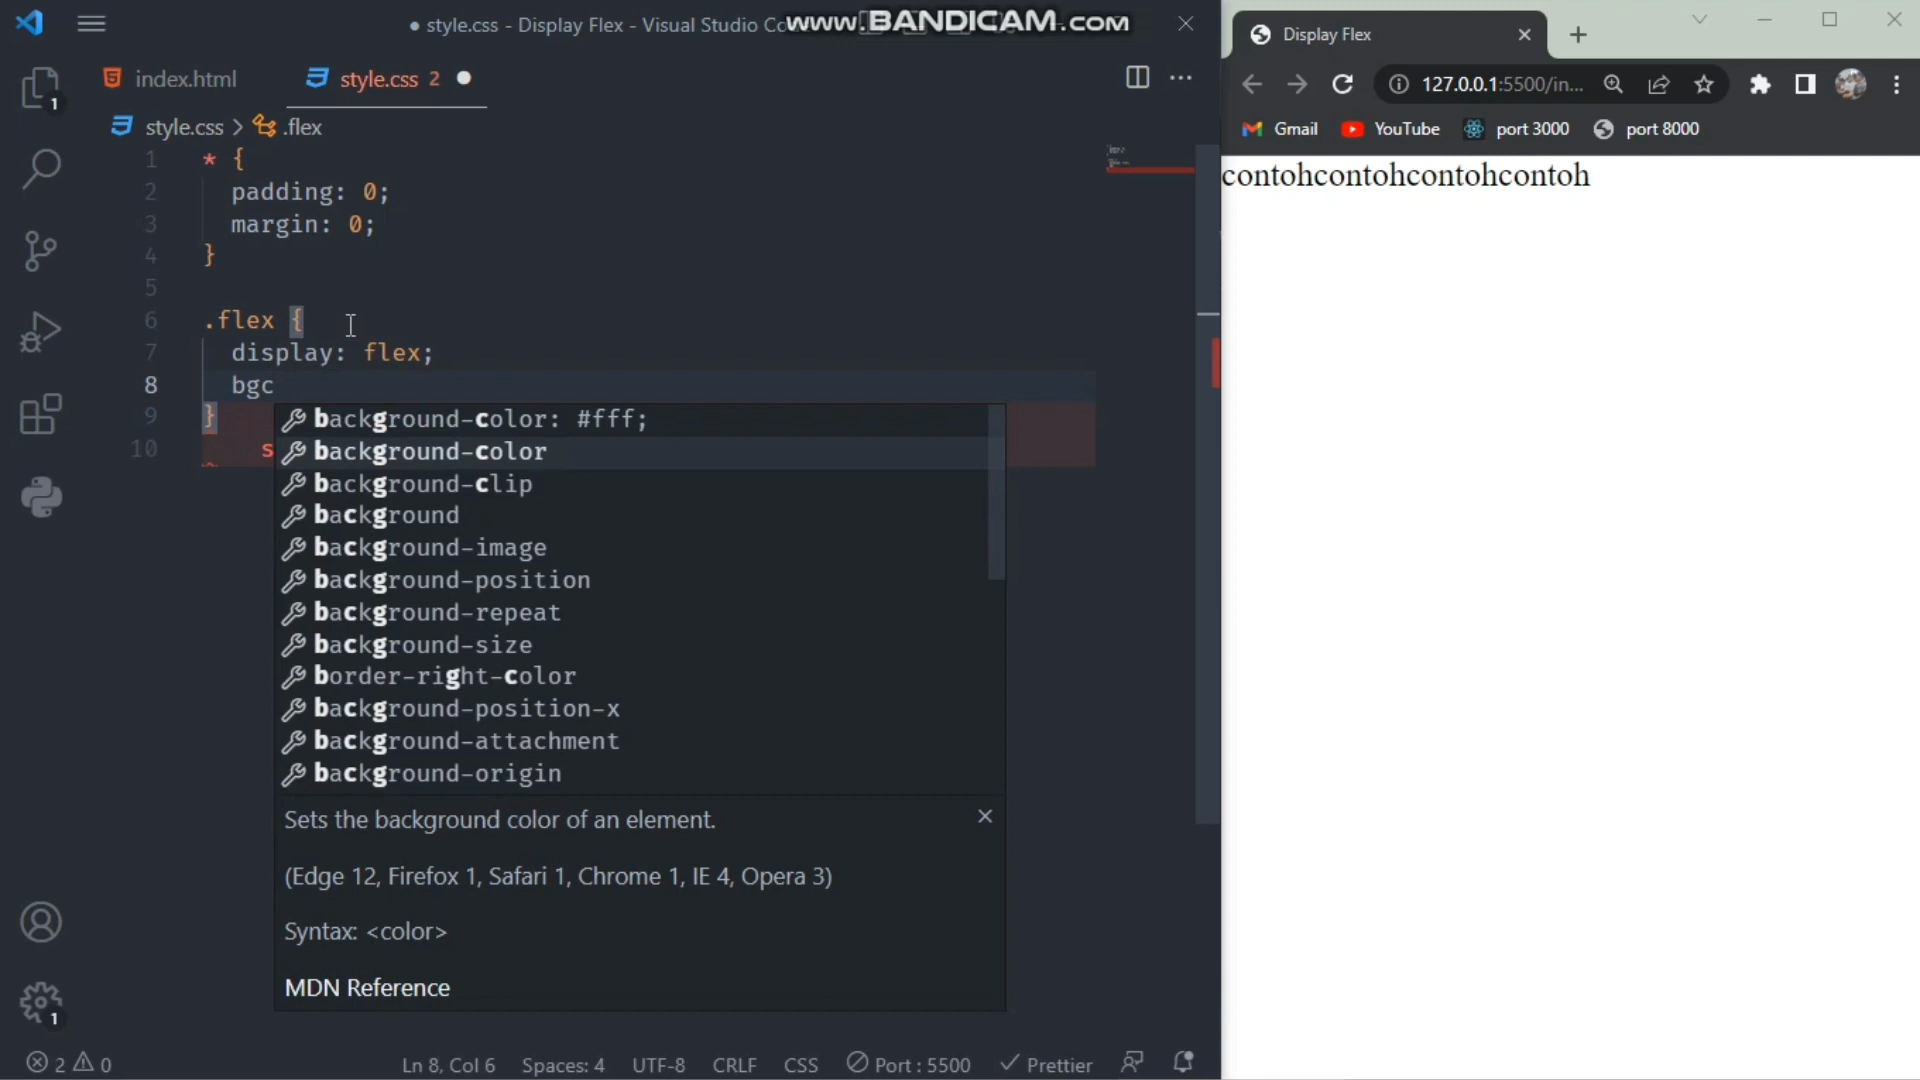 • style.css - Display Flex - Visual Studio Co
www.BANDICAM.com
index.html
style.css 2 ●
style.css > .flex
1 * {
2 padding: 0;
3 margin: 0;
4 }
5
6 .flex {
7 display: flex;
8 bgc
9 }
10 s
background-color: #fff;
background-color
background-clip
background
background-image
background-position
background-repeat
background-size
border-right-color
background-position-x
background-attachment
background-origin
Sets the background color of an element.
(Edge 12, Firefox 1, Safari 1, Chrome 1, IE 4, Opera 3)
Syntax: <color>
MDN Reference
1
1
2 0
Ln 8, Col 6 Spaces: 4 UTF-8 CRLF CSS Port : 5500 Prettier
Display Flex
127.0.0.1:5500/in...
Gmail YouTube port 3000 port 8000
contohcontohcontohcontoh